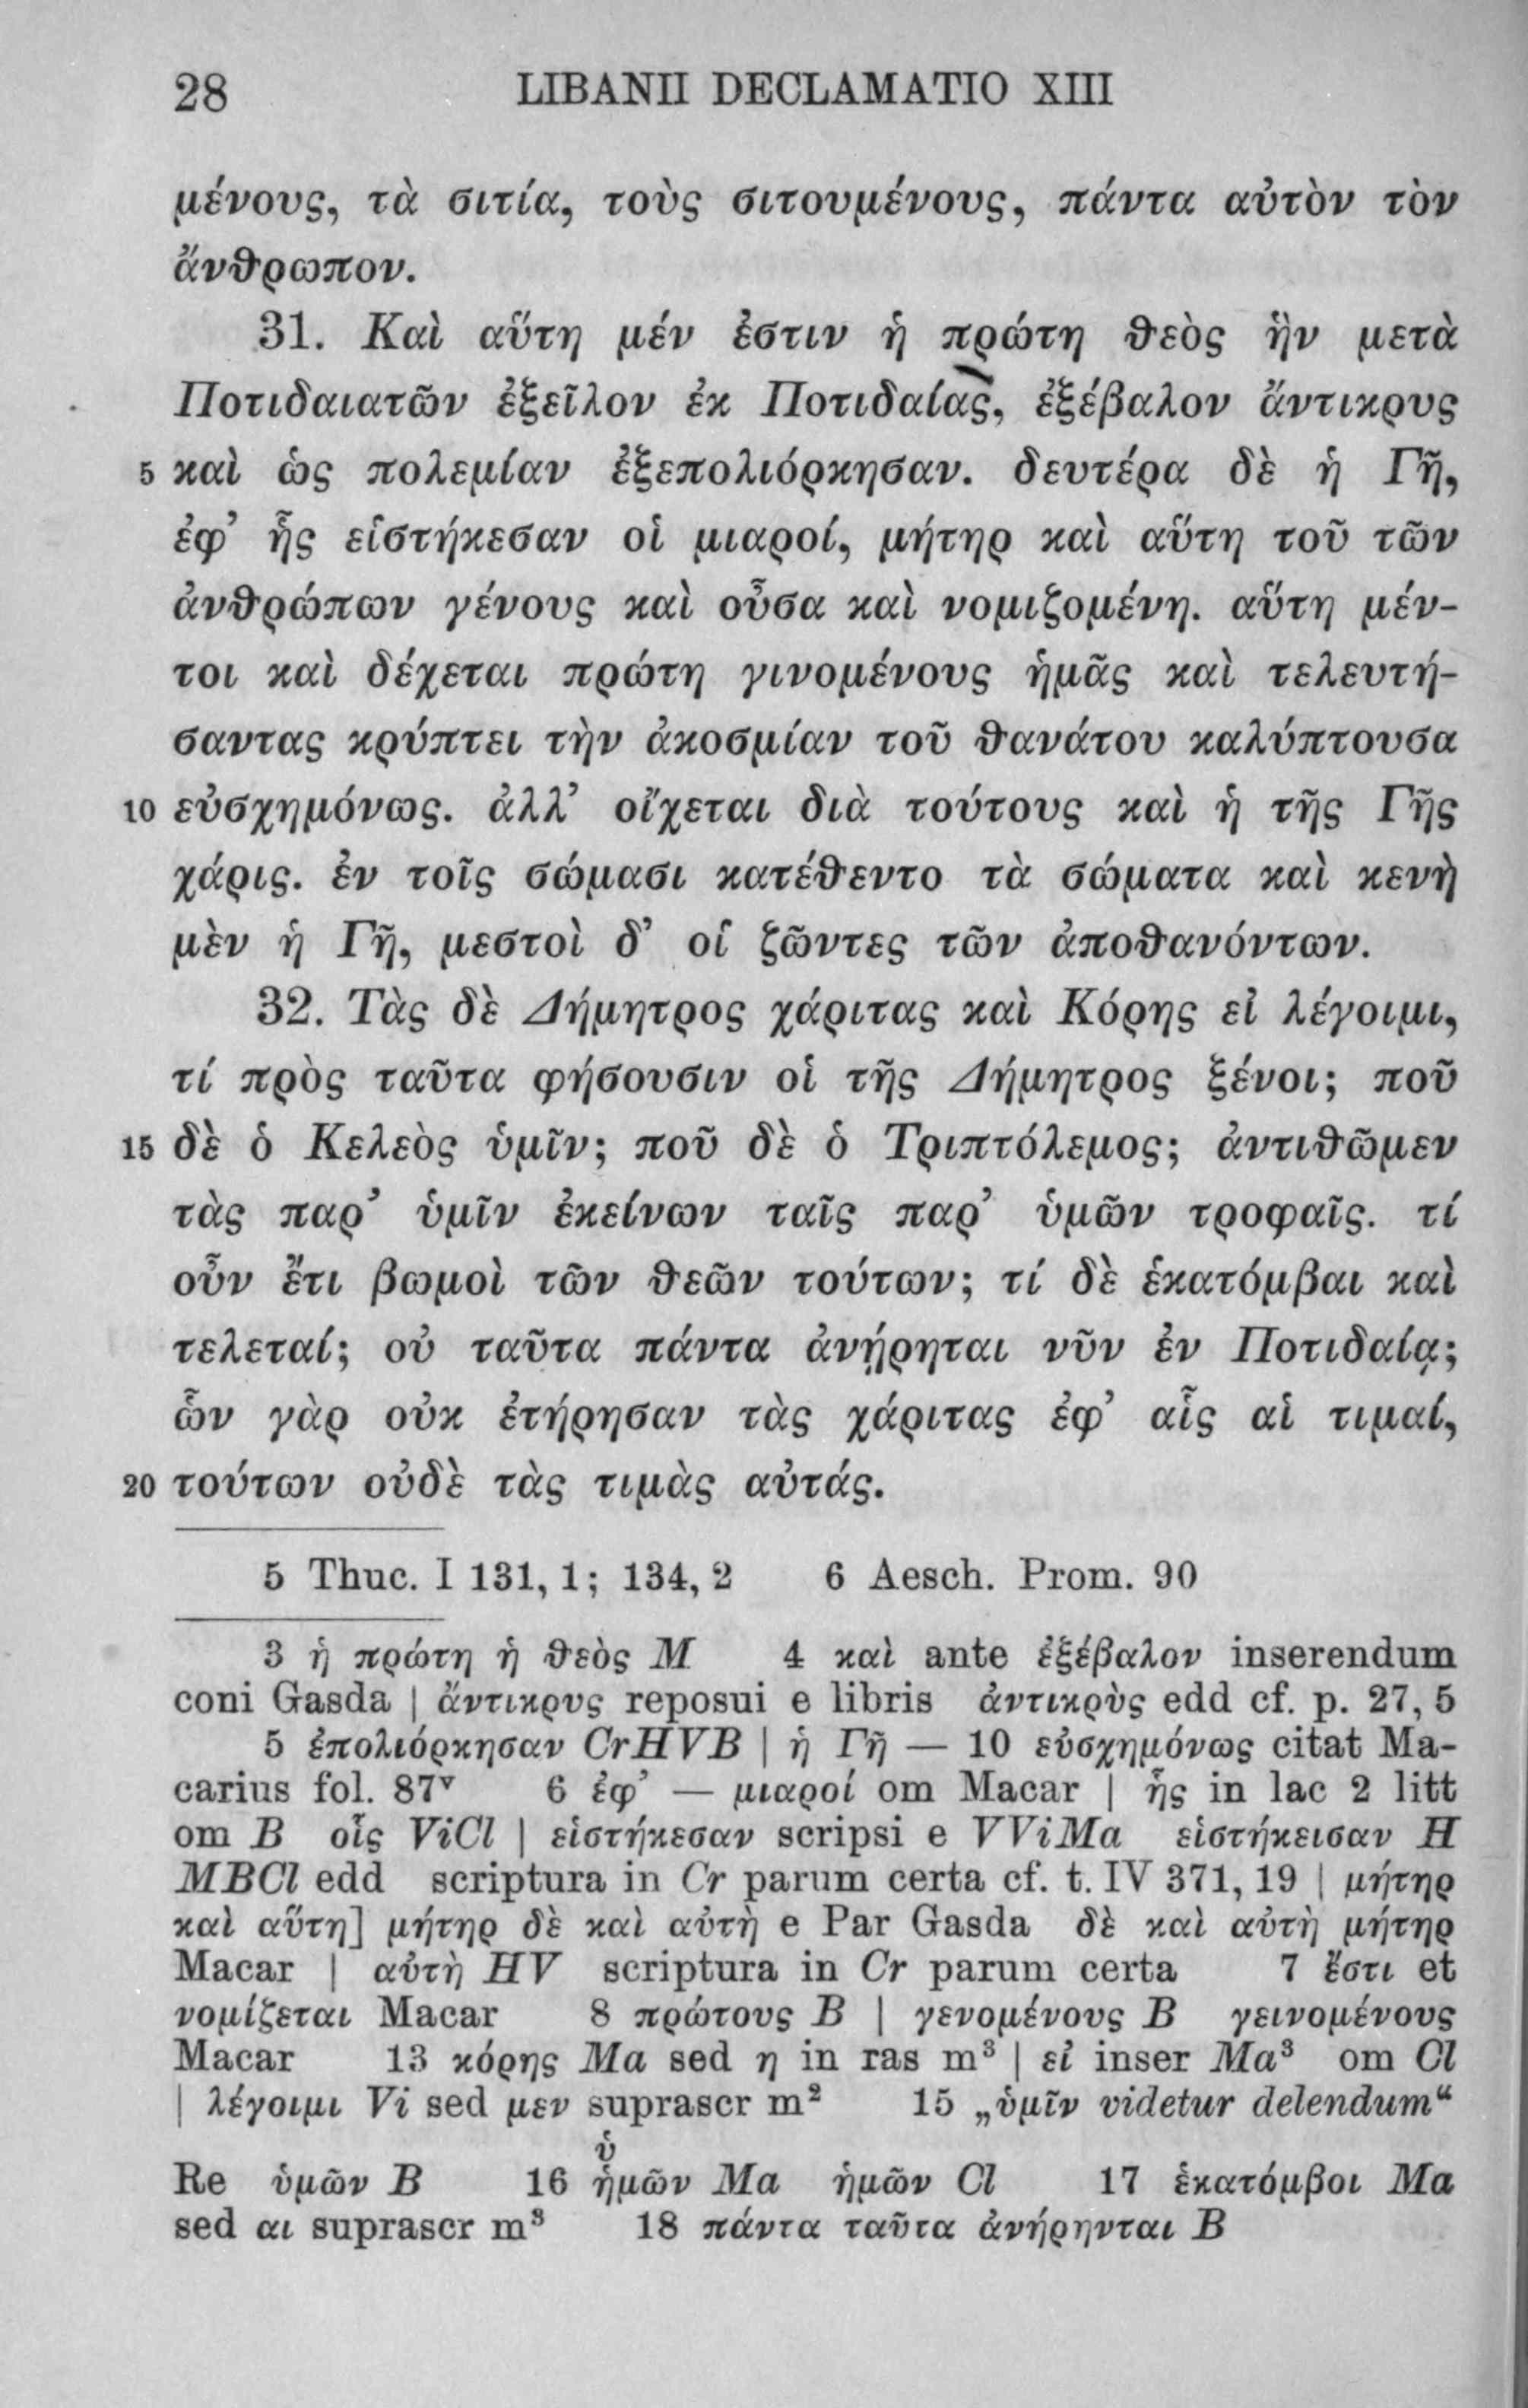 28 LIBANII DECLAMATIO XIII
μένους, τὰ σιτία, τοὺς σιτουμένους, πάντα αὐτὸν τὸν
ἄνθρωπον.
31. Καὶ αὕτη μέν ἐστιν ἡ πρώτη θεὸς ἣν μετὰ
Ποτιδαιατῶν ἐξεῖλον ἐκ Ποτιδαίας, ἐξέβαλον ἄντικρυς
5 καὶ ὡς πολεμίαν ἐξεπολιόρκησαν. δευτέρα δὲ ἡ Γῆ,
ἐφ’ ἧς εἱστήκεσαν οἱ μιαροί, μήτηρ καὶ αὕτη τοῦ τῶν
ἀνθρώπων γένους καὶ οὖσα καὶ νομιζομένη. αὕτη μέν-
τοι καὶ δέχεται πρώτη γινομένους ἡμᾶς καὶ τελευτή-
σαντας κρύπτει τὴν ἀκοσμίαν τοῦ θανάτου καλύπτουσα
10 εὐσχημόνως. ἀλλ’ οἴχεται διὰ τούτους καὶ ἡ τῆς Γῆς
χάρις. ἐν τοῖς σώμασι κατέθεντο τὰ σώματα καὶ κενὴ
μὲν ἡ Γῆ, μεστοὶ δ’ οἱ ζῶντες τῶν ἀποθανόντων.
32. Τὰς δὲ Δήμητρος χάριτας καὶ Κόρης εἰ λέγοιμι,
τί πρὸς ταῦτα φήσουσιν οἱ τῆς Δήμητρος ξένοι; ποῦ
15 δὲ ὁ Κελεὸς ὑμῖν; ποῦ δὲ ὁ Τριπτόλεμος; ἀντιθῶμεν
τὰς παρ’ ὑμῖν ἐκείνων ταῖς παρ’ ὑμῶν τροφαῖς. τί
οὖν ἔτι βωμοὶ τῶν θεῶν τούτων; τί δὲ ἑκατόμβαι καὶ
τελεταί; οὐ ταῦτα πάντα ἀνῄρηται νῦν ἐν Ποτιδαίᾳ;
ὧν γὰρ οὐκ ἐτήρησαν τὰς χάριτας ἐφ’ αἷς αἱ τιμαί,
20 τούτων οὐδὲ τὰς τιμὰς αὐτάς.
5 Thuc. I 131, 1; 134, 2 6 Aesch. Prom. 90
3 ἡ πρώτη ἡ θεὸς M 4 καὶ ante ἐξέβαλον inserendum
coni Gasda | ἄντικρυς reposui e libris ἀντικρὺς edd cf. p. 27, 5
5 ἐπολιόρκησαν CrHVB | ἡ Γῆ — 10 εὐσχημόνως citat Ma-
carius fol. 87ᵛ 6 ἐφ’ — μιαροί om Macar | ἧς in lac 2 litt
om B οἷς ViCl | εἱστήκεσαν scripsi e VViMa εἱστήκεισαν H
MBCl edd scriptura in Cr parum certa cf. t. IV 371, 19 | μήτηρ
καὶ αὕτη] μήτηρ δὲ καὶ αὐτὴ e Par Gasda δὲ καὶ αὐτὴ μήτηρ
Macar | αὐτὴ HV scriptura in Cr parum certa 7 ἔστι et
νομίζεται Macar 8 πρώτους B | γενομένους B γεινομένους
Macar 13 κόρης Ma sed η in ras m³ | εἰ inser Ma³ om Cl
| λέγοιμι Vi sed μεν suprascr m² 15 „ὑμῖν videtur delendum“
ὑ
Re ὑμῶν B 16 ἡμῶν Ma ἡμῶν Cl 17 ἑκατόμβοι Ma
sed αι suprascr m³ 18 πάντα ταῦτα ἀνήρηνται B